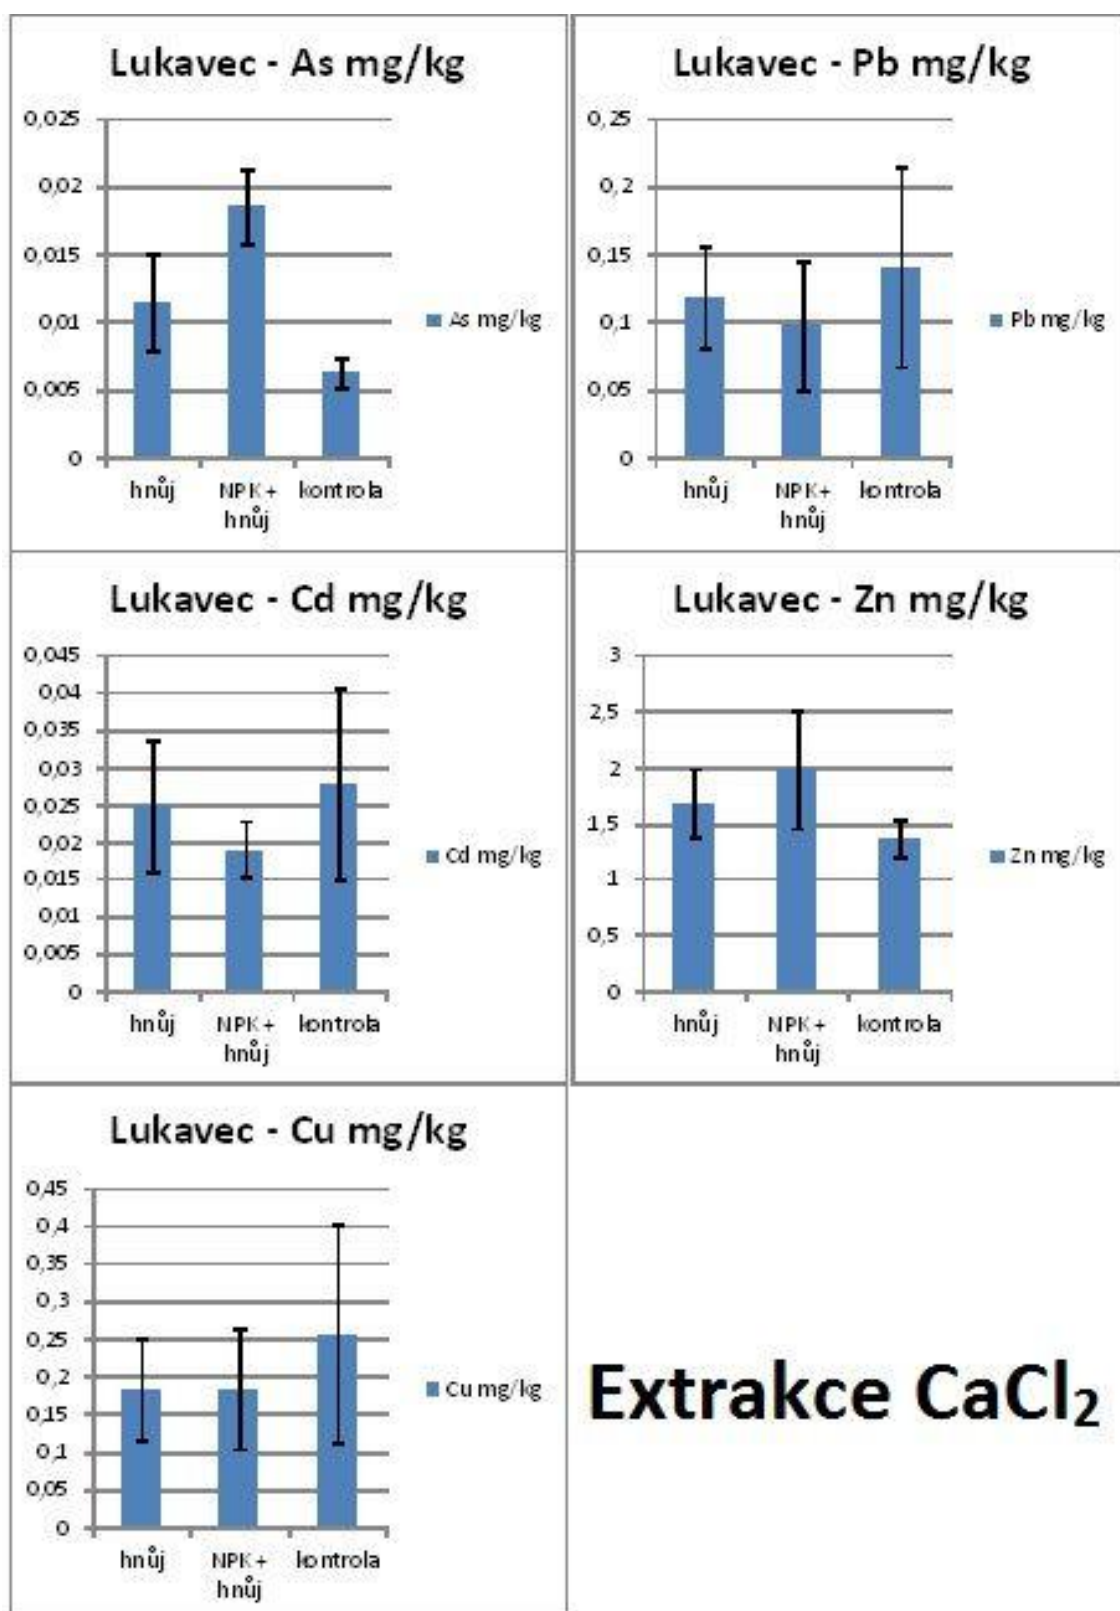 Lukavec - As mg/kg
0,025
0,02
0,015
0,01
0,005
0
hnůj
NPK +
hnůj
kontrola
As mg/kg
Lukavec - Pb mg/kg
0,25
0,2
0,15
0,1
0,05
0
hnůj
NPK +
hnůj
kontrola
Pb mg/kg
Lukavec - Cd mg/kg
0,045
0,04
0,035
0,03
0,025
0,02
0,015
0,01
0,005
0
hnůj
NPK +
hnůj
kontrola
Cd mg/kg
Lukavec - Zn mg/kg
3
2,5
2
1,5
1
0,5
0
hnůj
NPK +
hnůj
kontrola
Zn mg/kg
Lukavec - Cu mg/kg
0,45
0,4
0,35
0,3
0,25
0,2
0,15
0,1
0,05
0
hnůj
NPK +
hnůj
kontrola
Cu mg/kg
Extrakce CaCl₂